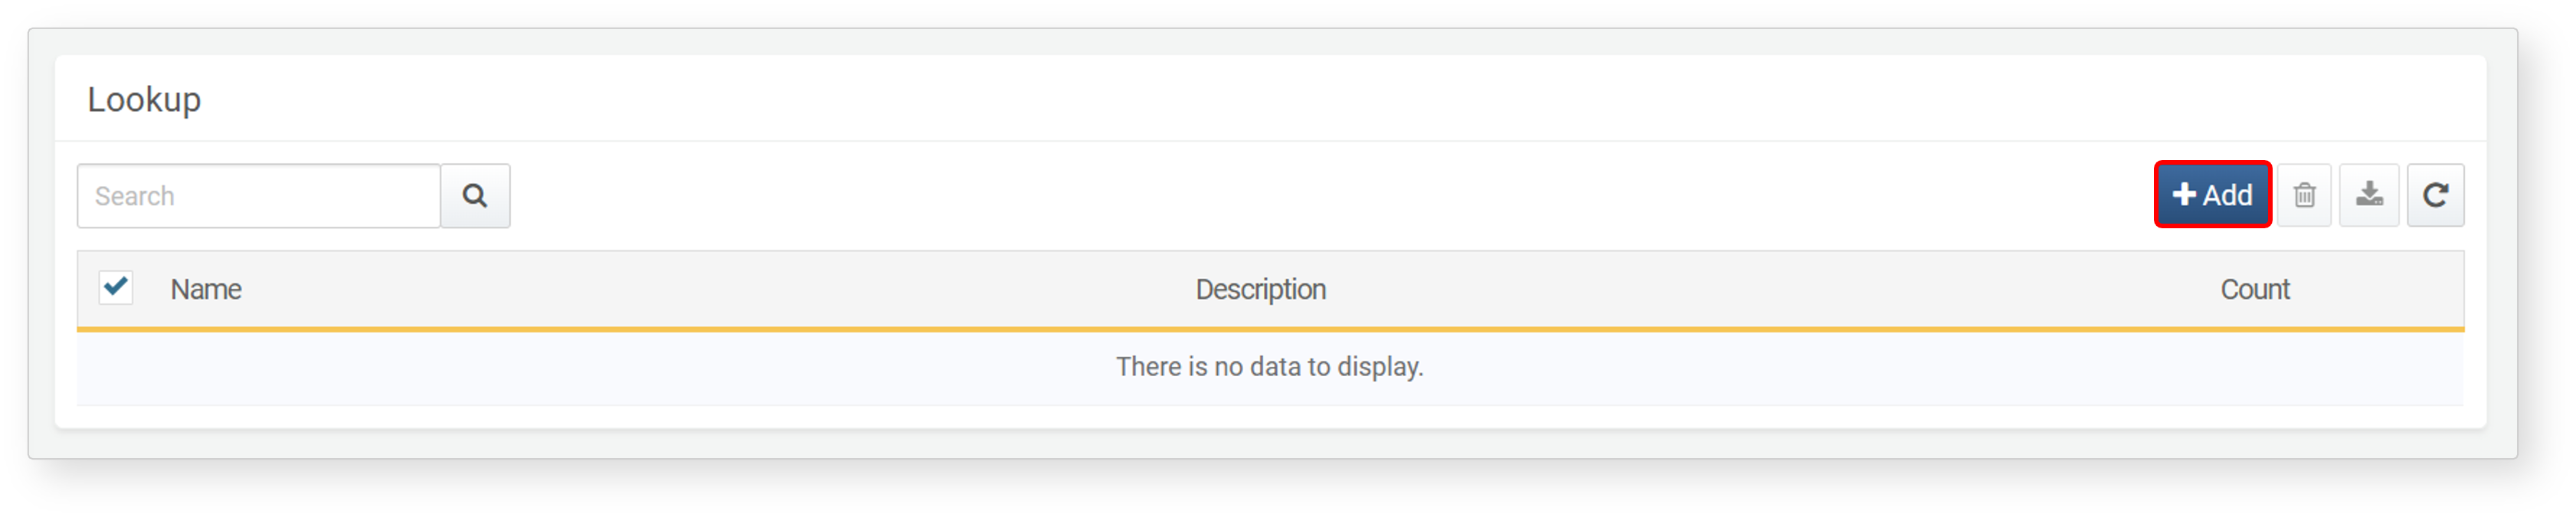 Lookup
Search
Add
Name Description Count
There is no data to display.